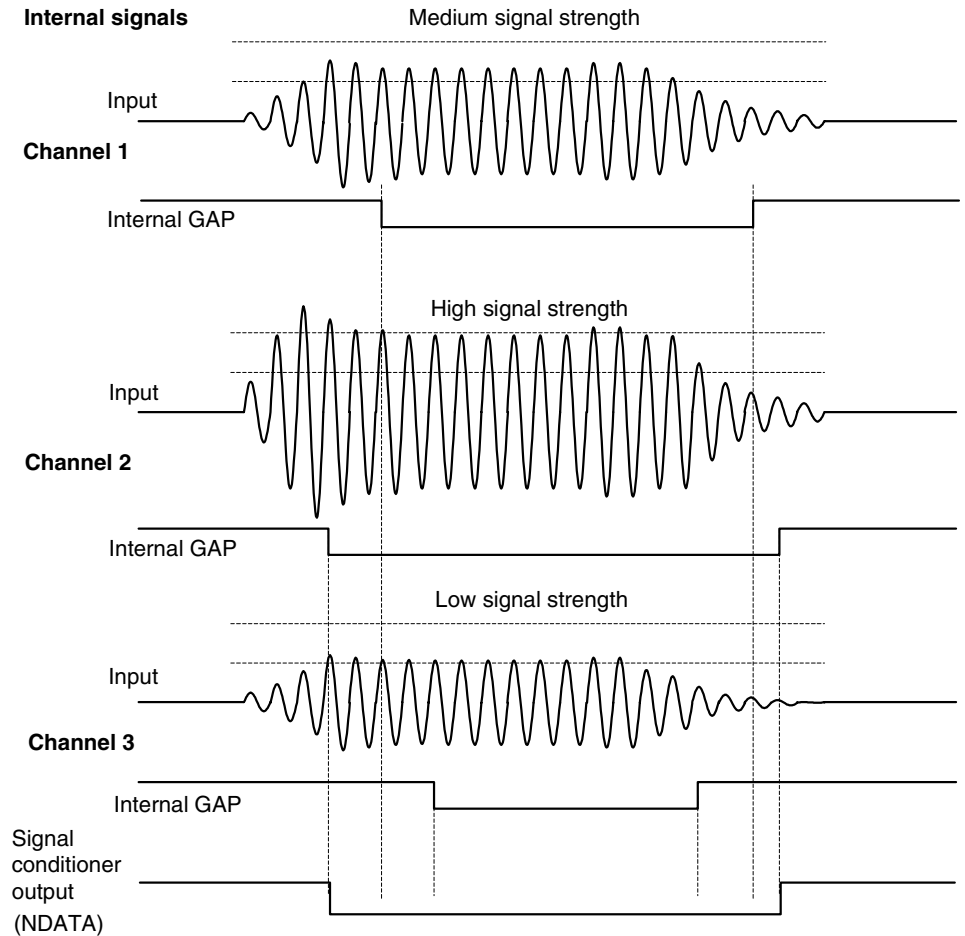 Internal signals
Medium signal strength
Input
Channel 1
Internal GAP
High signal strength
Input
Channel 2
Internal GAP
Low signal strength
Input
Channel 3
Internal GAP
Signal
conditioner
output
(NDATA)